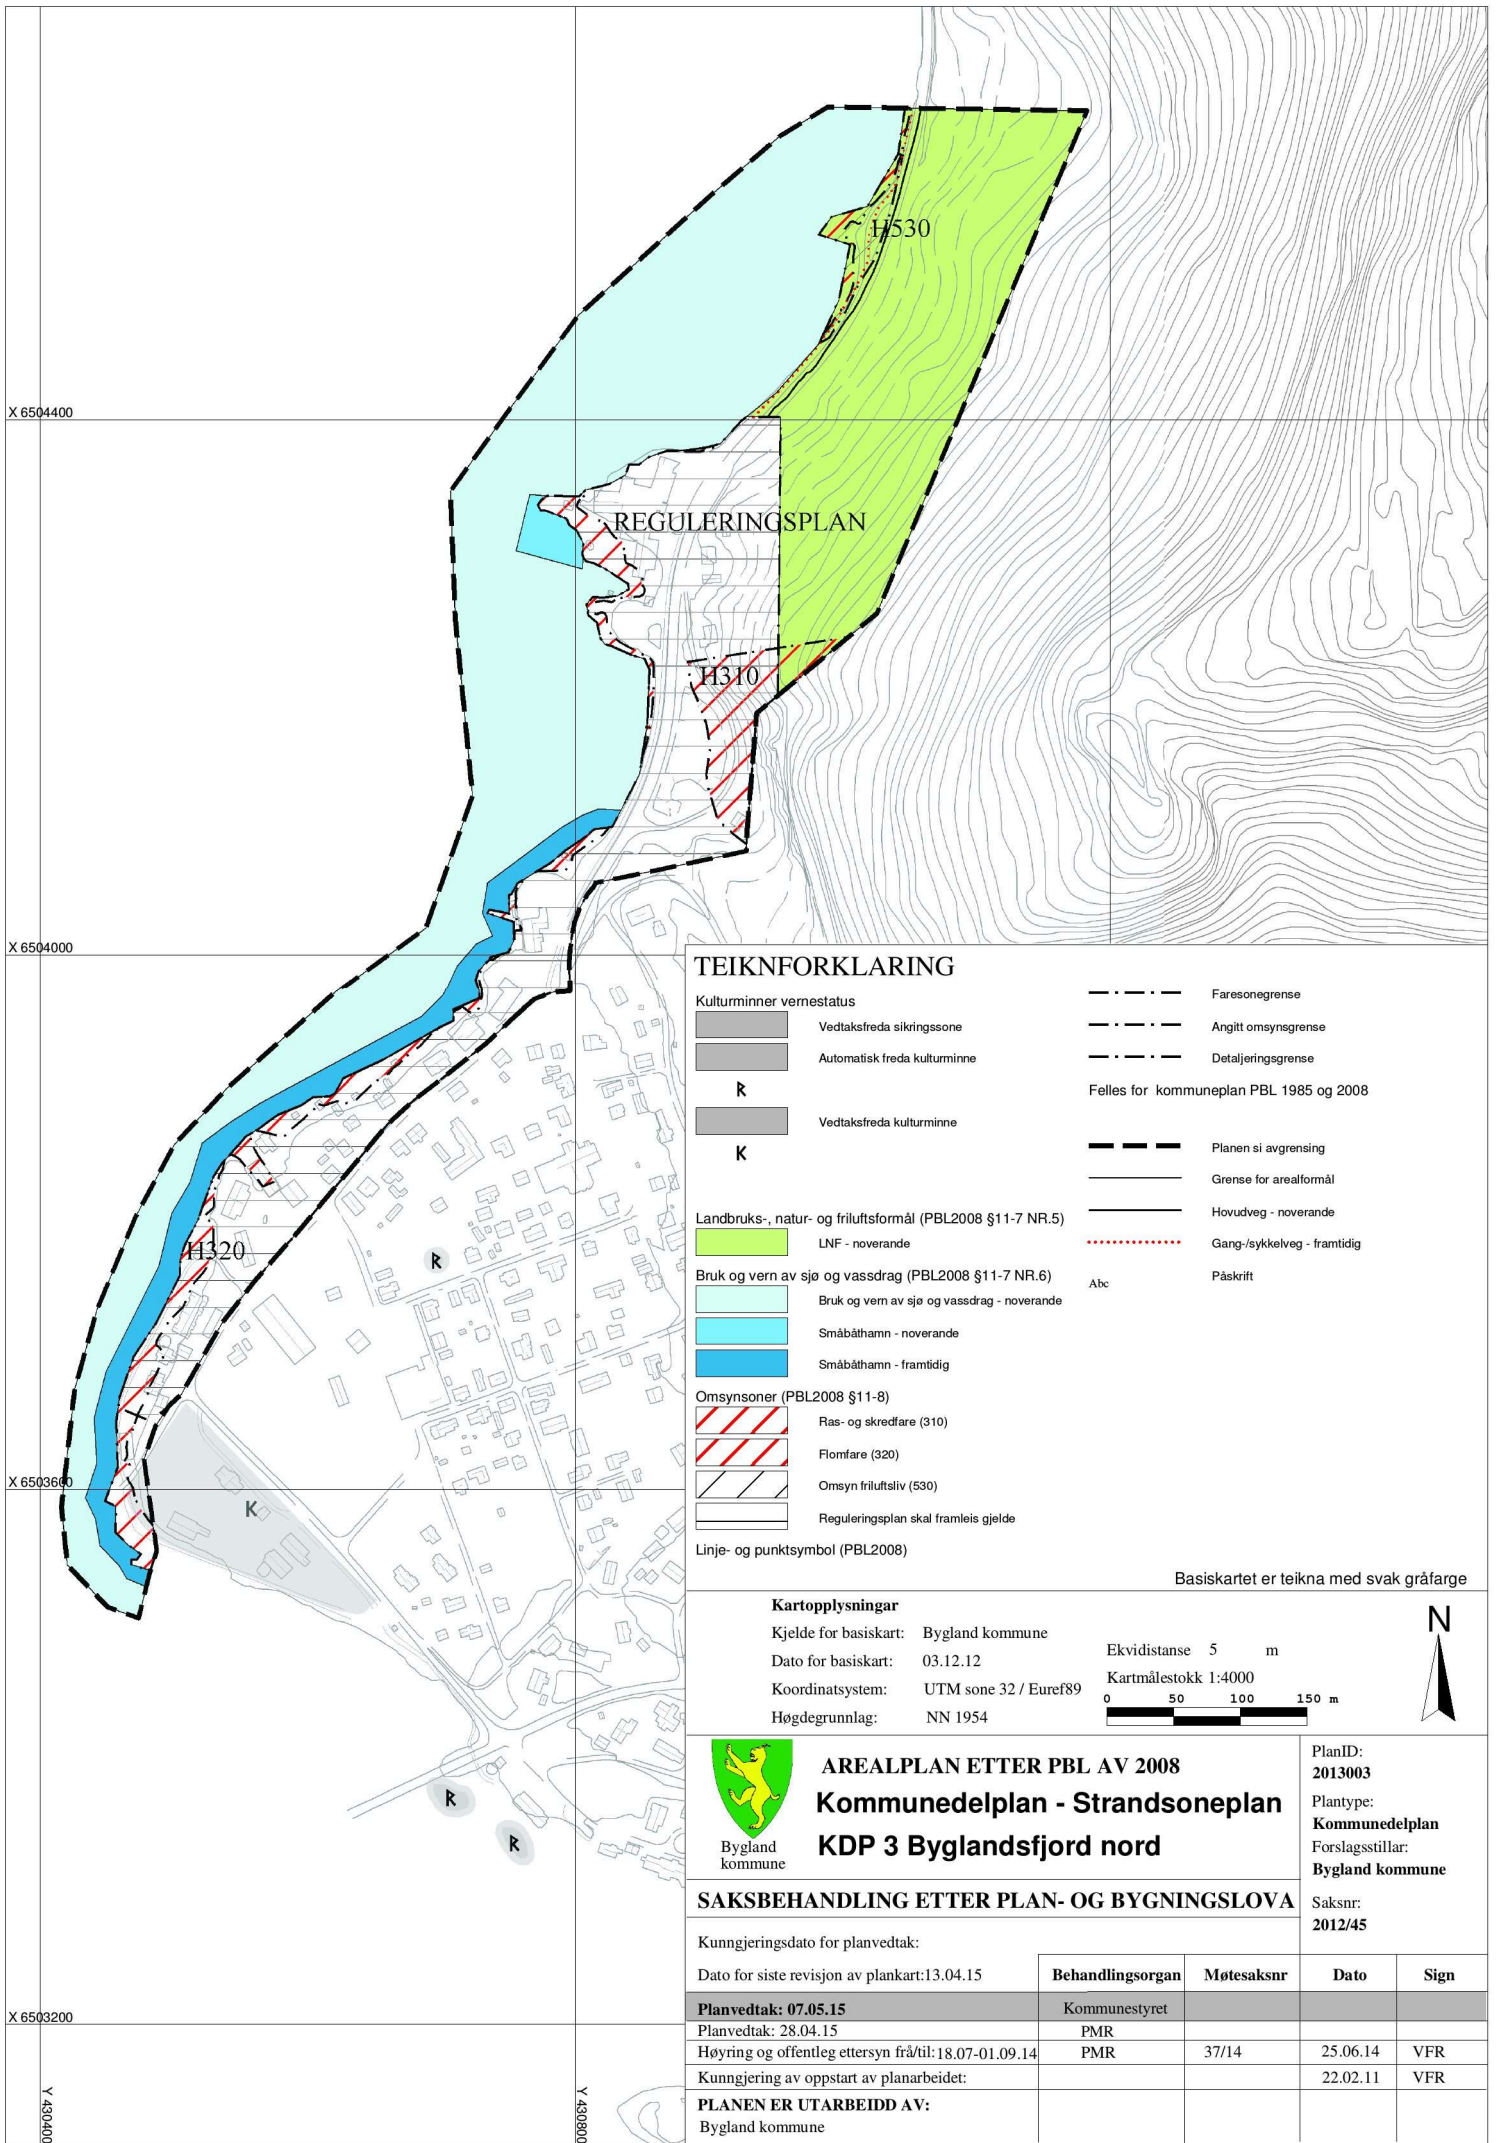 H530
X 6504400
REGULERINGSPLAN
H310
X 6504000
H320
X 6503600
K
R
R
R
X 6503200
Y 430400
Y 430800
TEIKNFORKLARING
Kulturminner vernestatus
Vedtaksfreda sikringssone
Automatisk freda kulturminne
R
Vedtaksfreda kulturminne
K
Landbruks-, natur- og friluftsformål (PBL2008 §11-7 NR.5)
LNF - noverande
Bruk og vern av sjø og vassdrag (PBL2008 §11-7 NR.6)
Bruk og vern av sjø og vassdrag - noverande
Småbåthamn - noverande
Småbåthamn - framtidig
Omsynsoner (PBL2008 §11-8)
Ras- og skredfare (310)
Flomfare (320)
Omsyn friluftsliv (530)
Reguleringsplan skal framleis gjelde
Linje- og punktsymbol (PBL2008)
Faresonegrense
Angitt omsynsgrense
Detaljeringsgrense
Felles for kommuneplan PBL 1985 og 2008
Planen si avgrensing
Grense for arealformål
Hovudveg - noverande
Gang-/sykkelveg - framtidig
Abc Påskrift
Basiskartet er teikna med svak gråfarge
Kartopplysningar
Kjelde for basiskart: Bygland kommune
Dato for basiskart: 03.12.12
Koordinatsystem: UTM sone 32 / Euref89
Høgdegrunnlag: NN 1954
Ekvidistanse 5 m
Kartmålestokk 1:4000
0 50 100 150 m
N
Bygland
kommune
AREALPLAN ETTER PBL AV 2008
Kommunedelplan - Strandsoneplan
KDP 3 Byglandsfjord nord
PlanID:
2013003
Plantype:
Kommunedelplan
Forslagsstillar:
Bygland kommune
Saksnr:
2012/45
SAKSBEHANDLING ETTER PLAN- OG BYGNINGSLOVA
Kunngjeringsdato for planvedtak:
Dato for siste revisjon av plankart:13.04.15 Behandlingsorgan Møtesaksnr Dato Sign
Planvedtak: 07.05.15 Kommunestyret
Planvedtak: 28.04.15 PMR
Høyring og offentleg ettersyn frå/til:18.07-01.09.14 PMR 37/14 25.06.14 VFR
Kunngjering av oppstart av planarbeidet: 22.02.11 VFR
PLANEN ER UTARBEIDD AV:
Bygland kommune